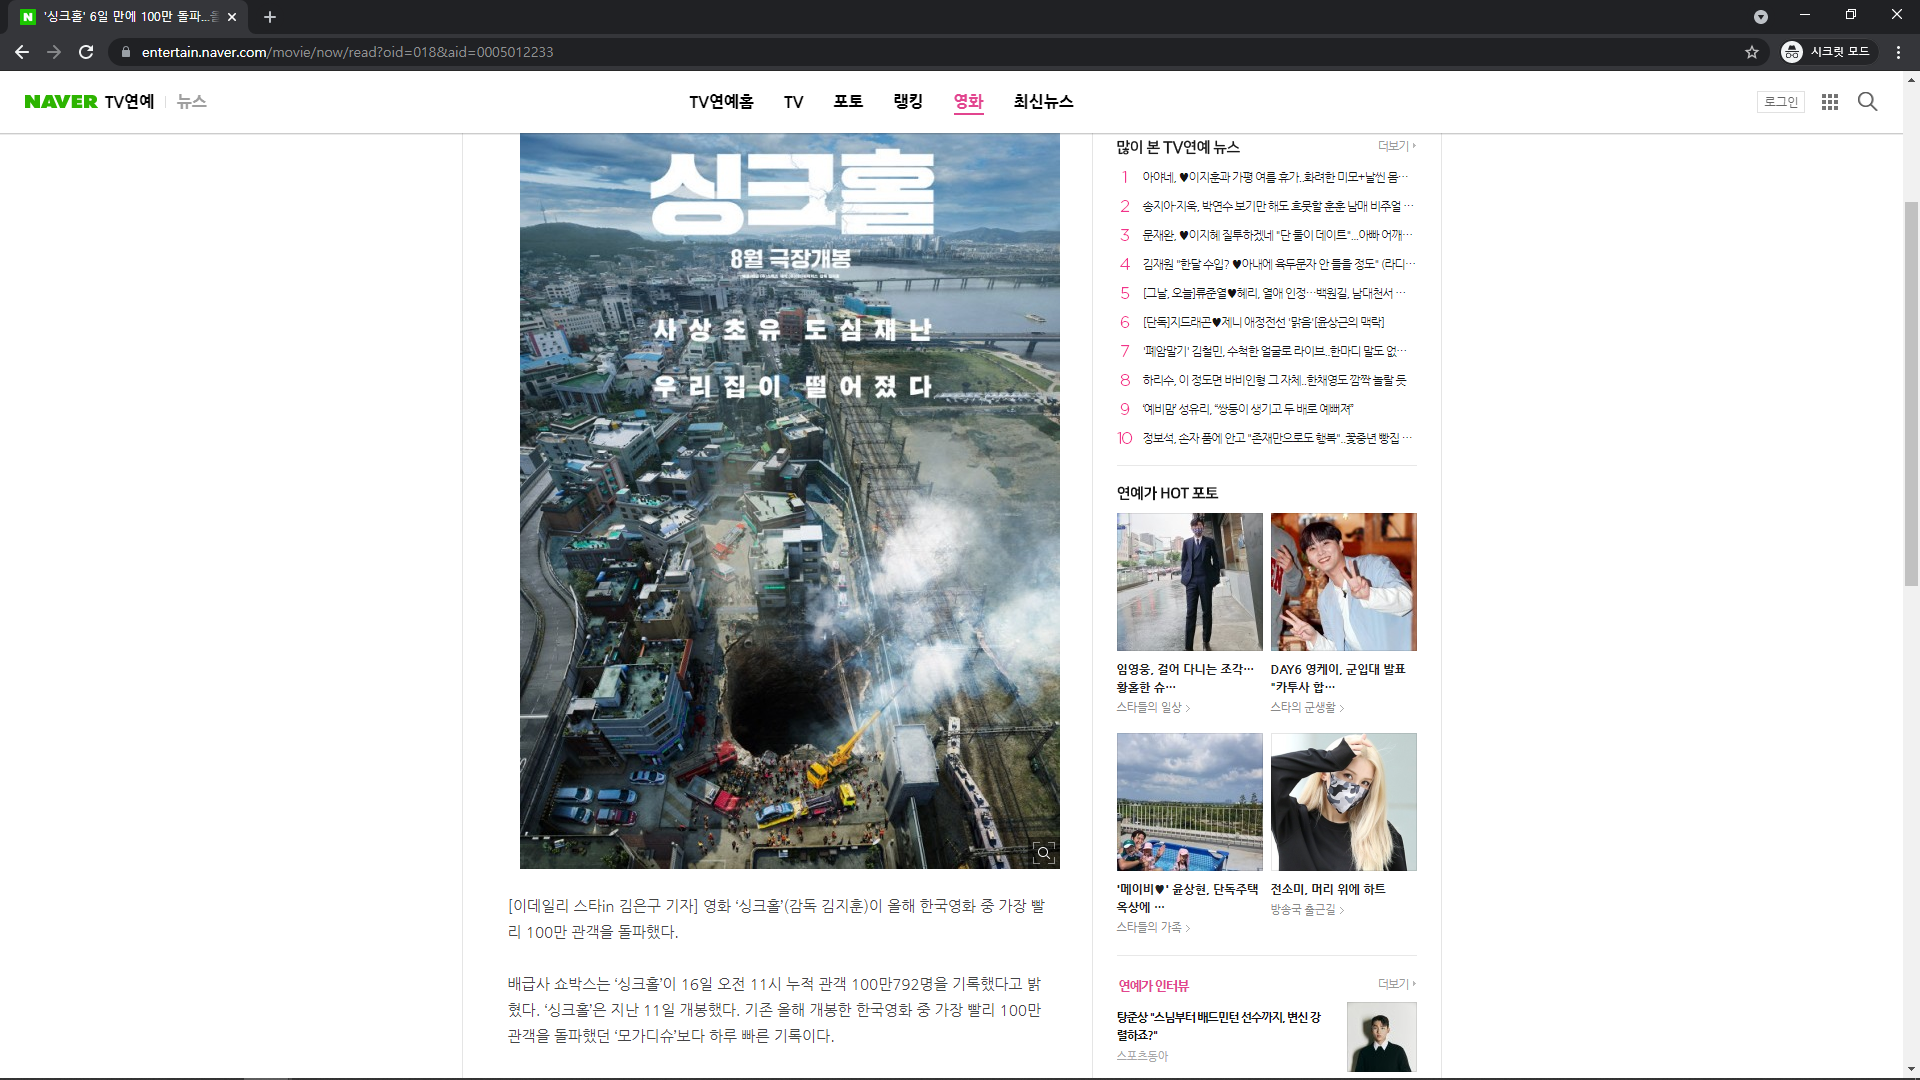 '싱크홀' 6일 만에 100만 돌파...올
entertain.naver.com/movie/now/read?oid=018&aid=0005012233
시크릿 모드
NAVER TV연예 뉴스
TV연예홈 TV 포토 랭킹 영화 최신뉴스
로그인
싱크홀
8월 극장개봉
사상초유 도심재난
우리집이 떨어졌다
[이데일리 스타in 김은구 기자] 영화 ‘싱크홀’(감독 김지훈)이 올해 한국영화 중 가장 빨
리 100만 관객을 돌파했다.
배급사 쇼박스는 ‘싱크홀’이 16일 오전 11시 누적 관객 100만792명을 기록했다고 밝
혔다. ‘싱크홀’은 지난 11일 개봉했다. 기존 올해 개봉한 한국영화 중 가장 빨리 100만
관객을 돌파했던 ‘모가디슈’보다 하루 빠른 기록이다.
많이 본 TV연예 뉴스 더보기
1 아야네, ♥이지훈과 가평 여름 휴가..화려한 미모+날씬 몸…
2 송지아·지욱, 박연수 보기만 해도 흐뭇할 훈훈 남매 비주얼 …
3 문재완, ♥이지혜 질투하겠네 "단 둘이 데이트"...아빠 어깨…
4 김재원 "한달 수입? ♥아내에 육두문자 안 들을 정도" (라디…
5 [그날, 오늘]류준열♥혜리, 열애 인정…백원길, 남대천서 …
6 [단독]지드래곤♥제니 애정전선 '맑음'[윤상근의 맥락]
7 '폐암말기' 김철민, 수척한 얼굴로 라이브..한마디 말도 없…
8 하리수, 이 정도면 바비인형 그 자체..한채영도 깜짝 놀랄 듯
9 ‘예비맘’ 성유리, “쌍둥이 생기고 두 배로 예뻐져”
10 정보석, 손자 품에 안고 "존재만으로도 행복"..꽃중년 빵집 …
연예가 HOT 포토
임영웅, 걸어 다니는 조각…
황홀한 슈…
스타들의 일상
DAY6 영케이, 군입대 발표
"카투사 합…
스타의 군생활
'메이비♥' 윤상현, 단독주택
옥상에 …
스타들의 가족
전소미, 머리 위에 하트
방송국 출근길
연예가 인터뷰 더보기
탕준상 "스님부터 배드민턴 선수까지, 변신 강
렬하죠?"
스포츠동아